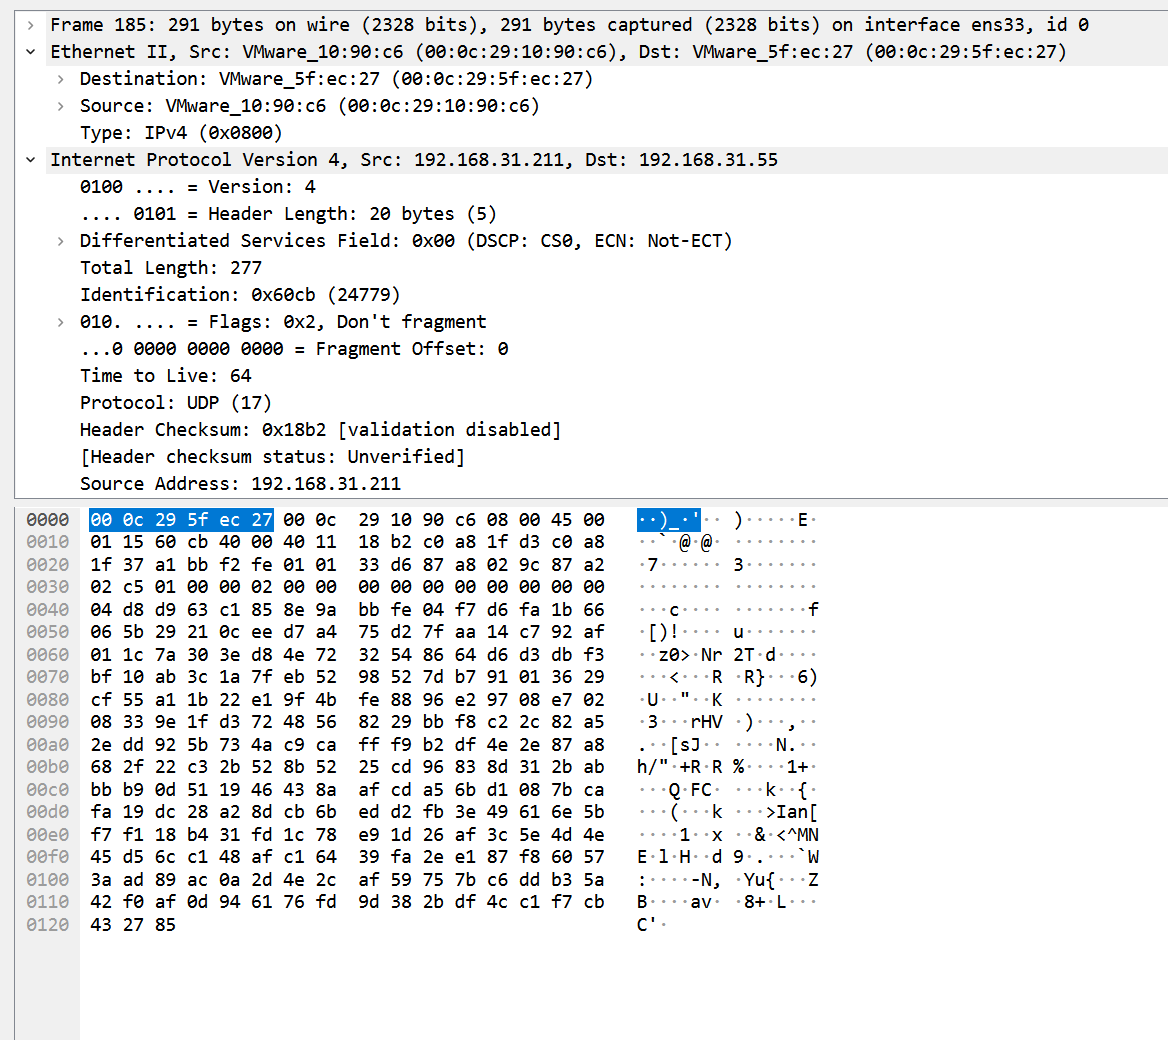 Frame 185: 291 bytes on wire (2328 bits), 291 bytes captured (2328 bits) on interface ens33, id 0
Ethernet II, Src: VMware_10:90:c6 (00:0c:29:10:90:c6), Dst: VMware_5f:ec:27 (00:0c:29:5f:ec:27)
Destination: VMware_5f:ec:27 (00:0c:29:5f:ec:27)
Source: VMware_10:90:c6 (00:0c:29:10:90:c6)
Type: IPv4 (0x0800)
Internet Protocol Version 4, Src: 192.168.31.211, Dst: 192.168.31.55
0100 .... = Version: 4
.... 0101 = Header Length: 20 bytes (5)
Differentiated Services Field: 0x00 (DSCP: CS0, ECN: Not-ECT)
Total Length: 277
Identification: 0x60cb (24779)
010. .... = Flags: 0x2, Don't fragment
...0 0000 0000 0000 = Fragment Offset: 0
Time to Live: 64
Protocol: UDP (17)
Header Checksum: 0x18b2 [validation disabled]
[Header checksum status: Unverified]
Source Address: 192.168.31.211
0000 00 0c 29 5f ec 27 00 0c 29 10 90 c6 08 00 45 00 ··)_·'·· )·····E·
0010 01 15 60 cb 40 00 40 11 18 b2 c0 a8 1f d3 c0 a8 ··`·@·@· ········
0020 1f 37 a1 bb f2 fe 01 01 33 d6 87 a8 02 9c 87 a2 ·7······ 3·······
0030 02 c5 01 00 00 02 00 00 00 00 00 00 00 00 00 00 ········ ········
0040 04 d8 d9 63 c1 85 8e 9a bb fe 04 f7 d6 fa 1b 66 ···c···· ·······f
0050 06 5b 29 21 0c ee d7 a4 75 d2 7f aa 14 c7 92 af ·[)!···· u·······
0060 01 1c 7a 30 3e d8 4e 72 32 54 86 64 d6 d3 db f3 ··z0>·Nr 2T·d····
0070 bf 10 ab 3c 1a 7f eb 52 98 52 7d b7 91 01 36 29 ···<···R ·R}···6)
0080 cf 55 a1 1b 22 e1 9f 4b fe 88 96 e2 97 08 e7 02 ·U··"··K ········
0090 08 33 9e 1f d3 72 48 56 82 29 bb f8 c2 2c 82 a5 ·3···rHV ·)···,··
00a0 2e dd 92 5b 73 4a c9 ca ff f9 b2 df 4e 2e 87 a8 .··[sJ·· ····N.··
00b0 68 2f 22 c3 2b 52 8b 52 25 cd 96 83 8d 31 2b ab h/"·+R·R %····1+·
00c0 bb b9 0d 51 19 46 43 8a af cd a5 6b d1 08 7b ca ···Q·FC· ···k··{·
00d0 fa 19 dc 28 a2 8d cb 6b ed d2 fb 3e 49 61 6e 5b ···(···k ···>Ian[
00e0 f7 f1 18 b4 31 fd 1c 78 e9 1d 26 af 3c 5e 4d 4e ····1··x ··&·<^MN
00f0 45 d5 6c c1 48 af c1 64 39 fa 2e e1 87 f8 60 57 E·l·H··d 9·.···`W
0100 3a ad 89 ac 0a 2d 4e 2c af 59 75 7b c6 dd b3 5a :····-N, ·Yu{···Z
0110 42 f0 af 0d 94 61 76 fd 9d 38 2b df 4c c1 f7 cb B····av· ·8+·L···
0120 43 27 85 C'·